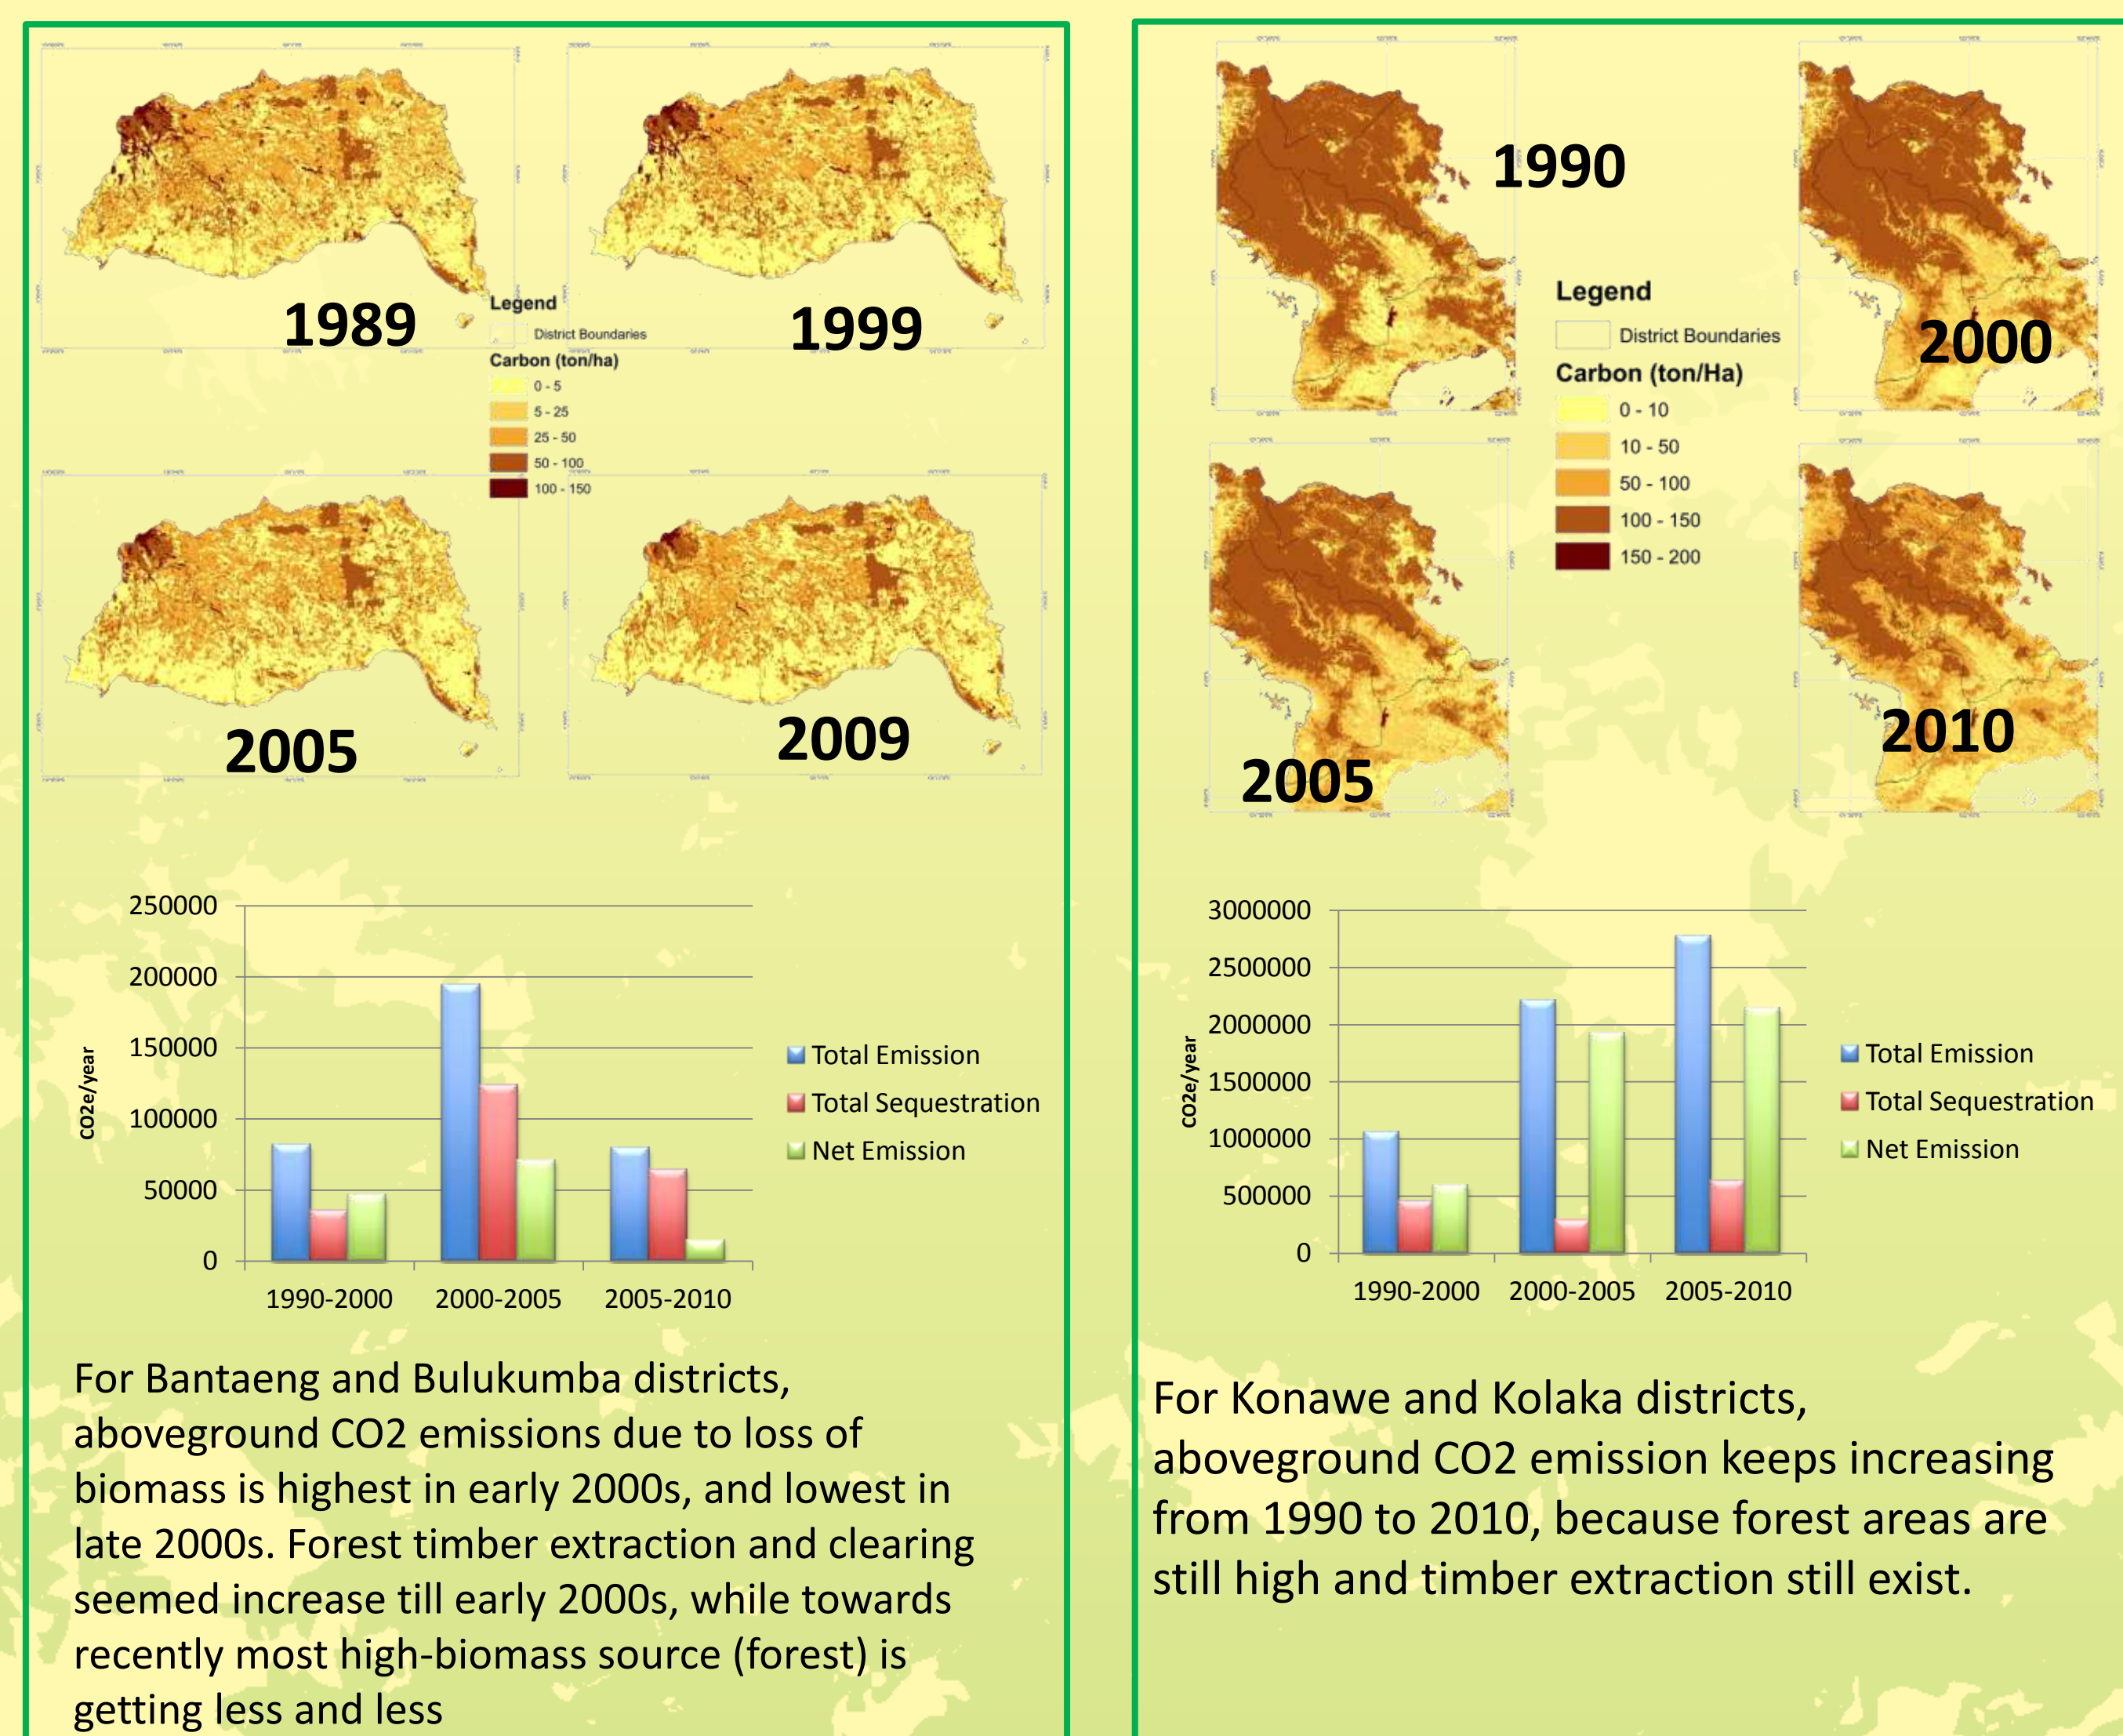 1989
1999
Legend
District Boundaries
Carbon (ton/ha)
0 - 5
5 - 25
25 - 50
50 - 100
100 - 150
2005
2009
250000
200000
150000
100000
50000
0
CO2e/year
1990-2000
2000-2005
2005-2010
Total Emission
Total Sequestration
Net Emission
For Bantaeng and Bulukumba districts,
aboveground CO2 emissions due to loss of
biomass is highest in early 2000s, and lowest in
late 2000s. Forest timber extraction and clearing
seemed increase till early 2000s, while towards
recently most high-biomass source (forest) is
getting less and less
1990
2000
Legend
District Boundaries
Carbon (ton/Ha)
0 - 10
10 - 50
50 - 100
100 - 150
150 - 200
2005
2010
3000000
2500000
2000000
1500000
1000000
500000
0
CO2e/year
1990-2000
2000-2005
2005-2010
Total Emission
Total Sequestration
Net Emission
For Konawe and Kolaka districts,
aboveground CO2 emission keeps increasing
from 1990 to 2010, because forest areas are
still high and timber extraction still exist.